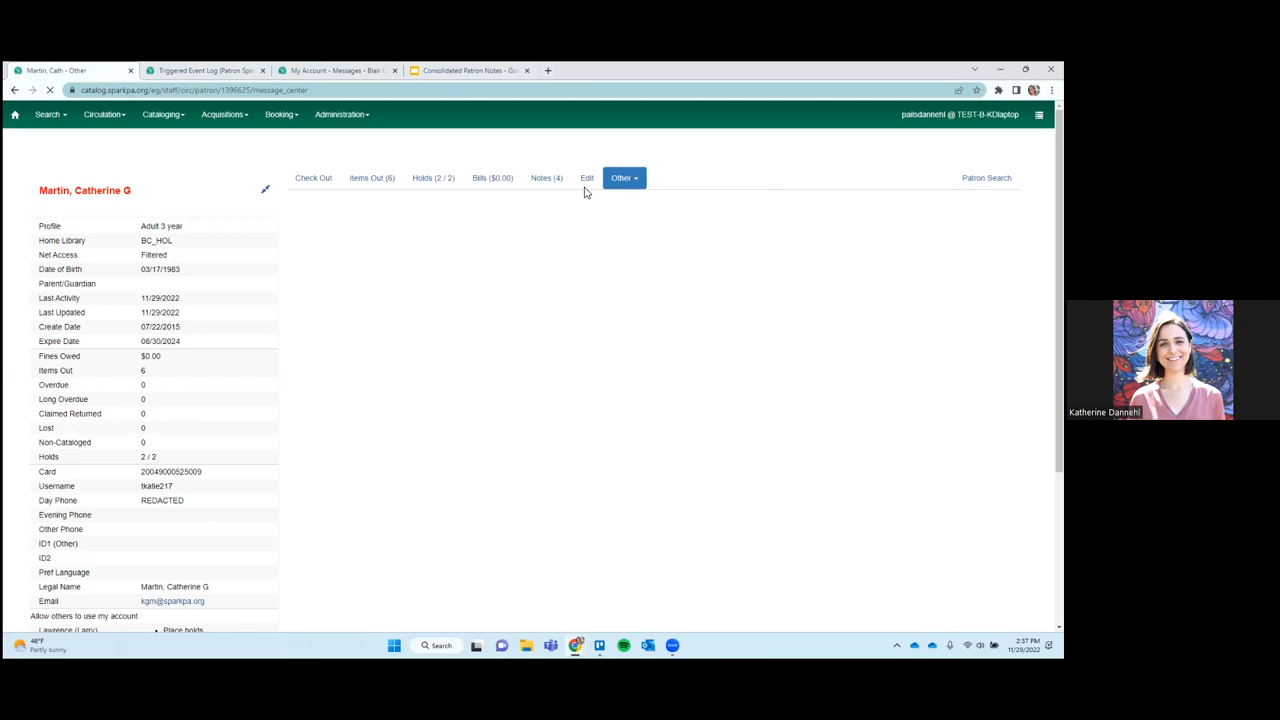 Martin, Cath - Other
Triggered Event Log (Patron Spe
My Account - Messages - Blair C
Consolidated Patron Notes - Goo
catalog.sparkpa.org/eg/staff/circ/patron/1396625/message_center
Search Circulation Cataloging Acquisitions Booking Administration
pailsdannehl @ TEST-B-KDlaptop
Martin, Catherine G
Check Out Items Out (6) Holds (2 / 2) Bills ($0.00) Notes (4) Edit Other Patron Search
Profile Adult 3 year
Home Library BC_HOL
Net Access Filtered
Date of Birth 03/17/1983
Parent/Guardian
Last Activity 11/29/2022
Last Updated 11/29/2022
Create Date 07/22/2015
Expire Date 08/30/2024
Fines Owed $0.00
Items Out 6
Overdue 0
Long Overdue 0
Claimed Returned 0
Lost 0
Non-Cataloged 0
Holds 2 / 2
Card 20049000525009
Username tkatie217
Day Phone REDACTED
Evening Phone
Other Phone
ID1 (Other)
ID2
Pref Language
Legal Name Martin, Catherine G
Email kgm@sparkpa.org
Allow others to use my account
Lawrence (Larry) • Place holds
Katherine Dannehl
48°F
Partly sunny
Search
2:37 PM
11/29/2022